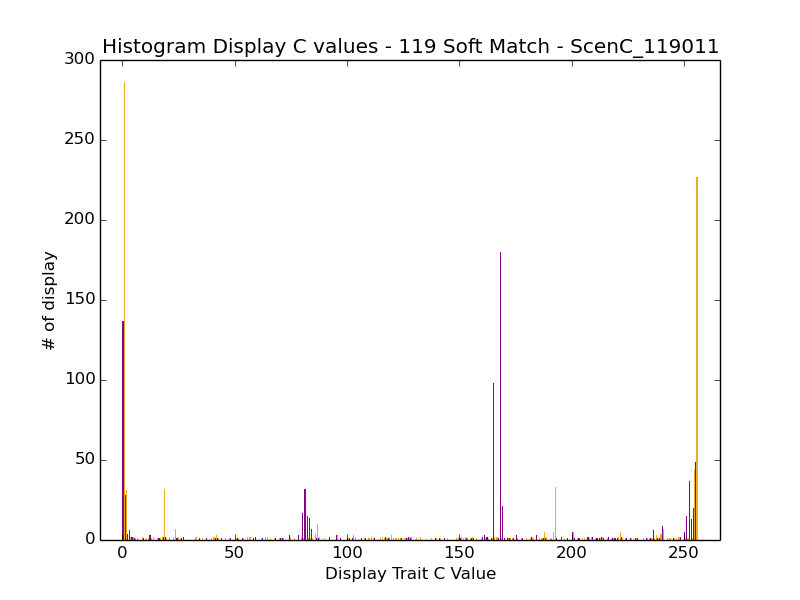 Histogram Display C values - 119 Soft Match - ScenC_119011
300
250
200
150
100
50
0
# of display
0 50 100 150 200 250
Display Trait C Value